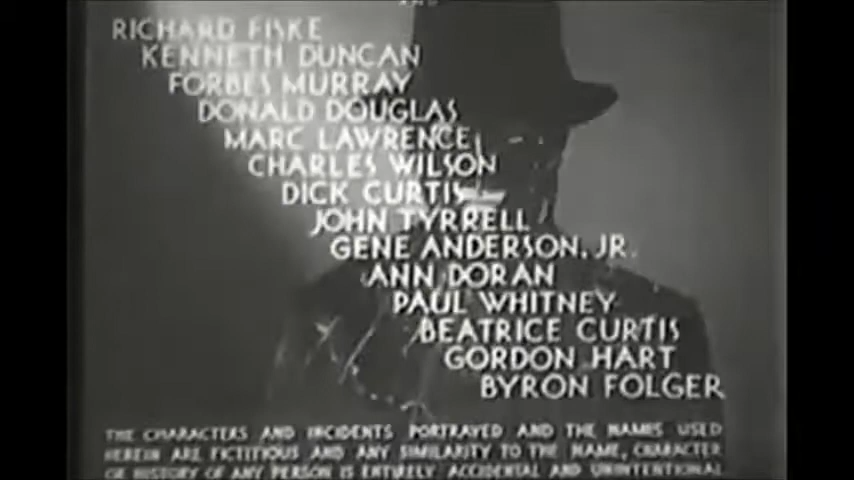 AND
RICHARD FISKE
KENNETH DUNCAN
FORBES MURRAY
DONALD DOUGLAS
MARC LAWRENCE
CHARLES WILSON
DICK CURTIS
JOHN TYRRELL
GENE ANDERSON, JR.
ANN DORAN
PAUL WHITNEY
BEATRICE CURTIS
GORDON HART
BYRON FOLGER
THE CHARACTERS AND INCIDENTS PORTRAYED AND THE NAMES USED
HEREIN ARE FICTITIOUS AND ANY SIMILARITY TO THE NAME, CHARACTER
OR HISTORY OF ANY PERSON IS ENTIRELY ACCIDENTAL AND UNINTENTIONAL